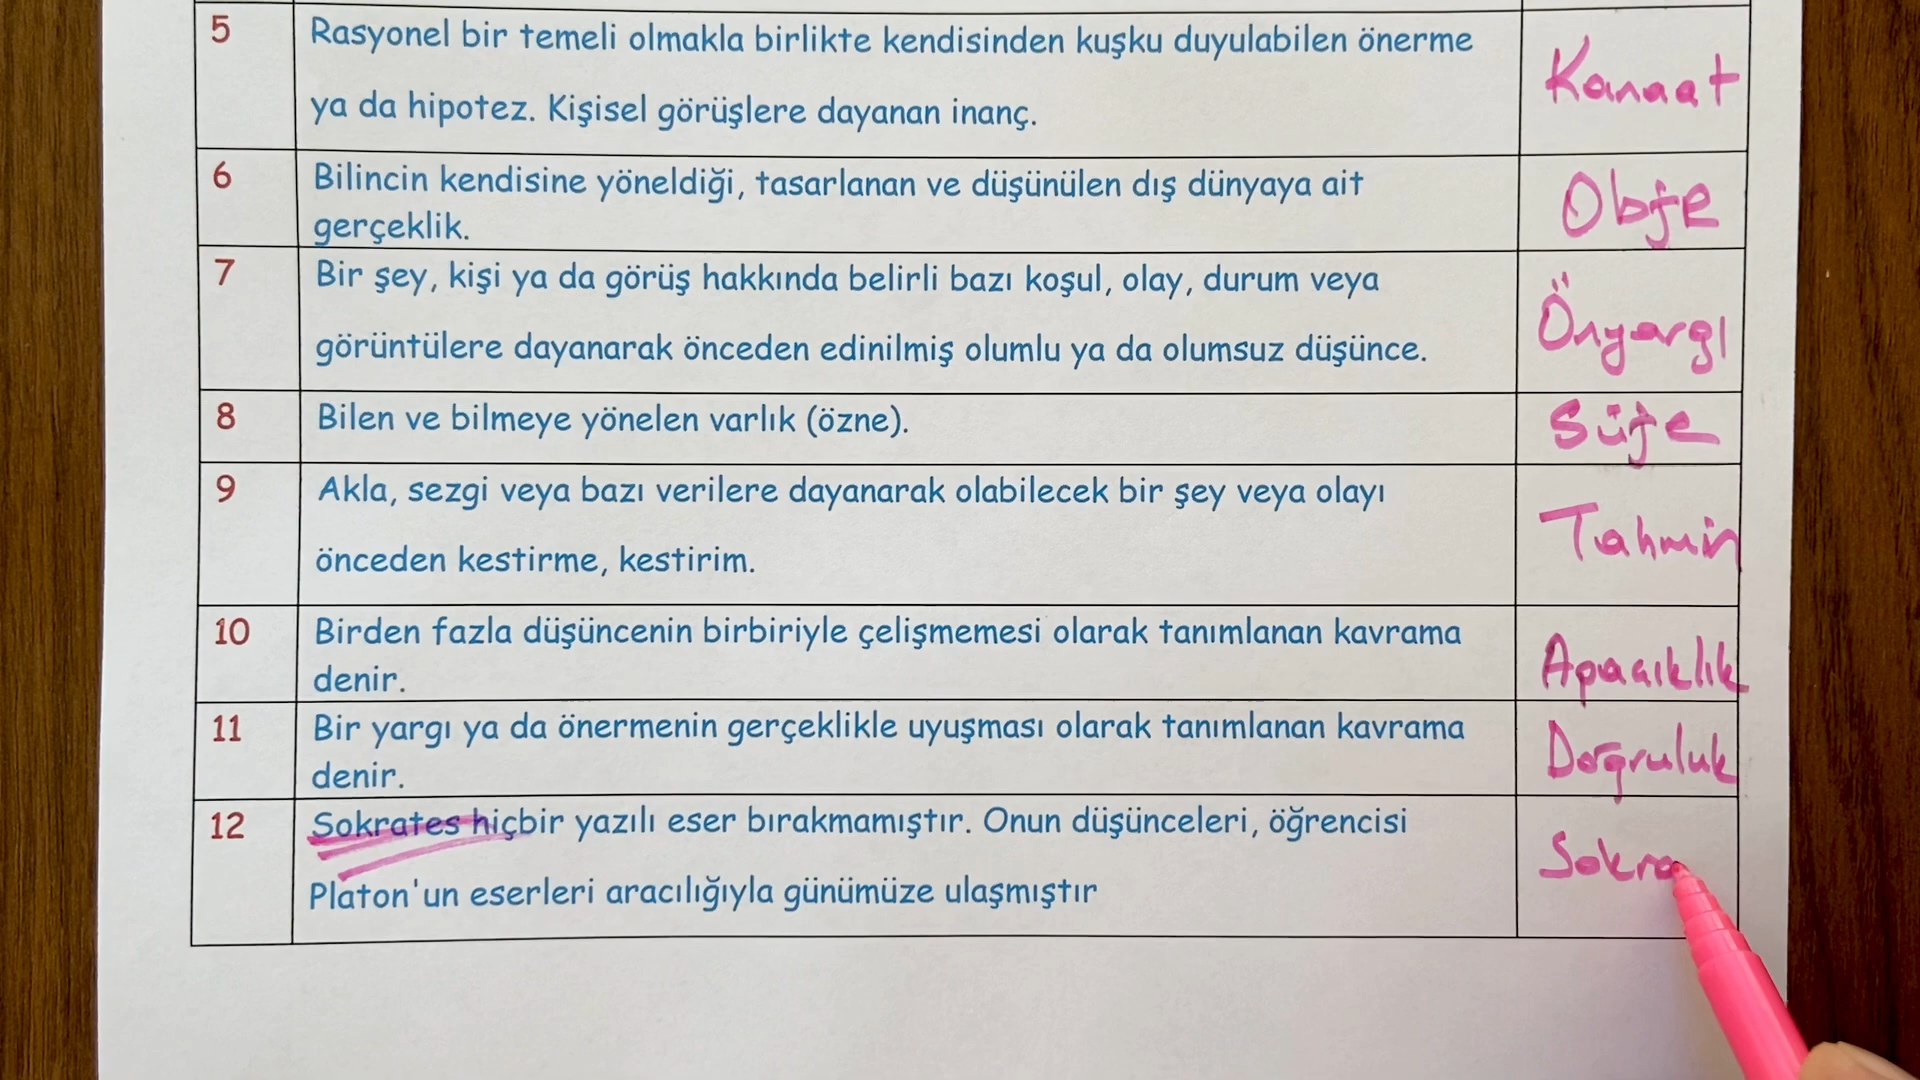 5 Rasyonel bir temeli olmakla birlikte kendisinden kuşku duyulabilen önerme
ya da hipotez. Kişisel görüşlere dayanan inanç.
Kanaat
6 Bilincin kendisine yöneldiği, tasarlanan ve düşünülen dış dünyaya ait
gerçeklik.
Obje
7 Bir şey, kişi ya da görüş hakkında belirli bazı koşul, olay, durum veya
görüntülere dayanarak önceden edinilmiş olumlu ya da olumsuz düşünce.
Önyargı
8 Bilen ve bilmeye yönelen varlık (özne).
Süje
9 Akla, sezgi veya bazı verilere dayanarak olabilecek bir şey veya olayı
önceden kestirme, kestirim.
Tahmin
10 Birden fazla düşüncenin birbiriyle çelişmemesi olarak tanımlanan kavrama
denir.
Apaçıklık
11 Bir yargı ya da önermenin gerçeklikle uyuşması olarak tanımlanan kavrama
denir.
Doğruluk
12 Sokrates hiçbir yazılı eser bırakmamıştır. Onun düşünceleri, öğrencisi
Platon'un eserleri aracılığıyla günümüze ulaşmıştır
Sokra